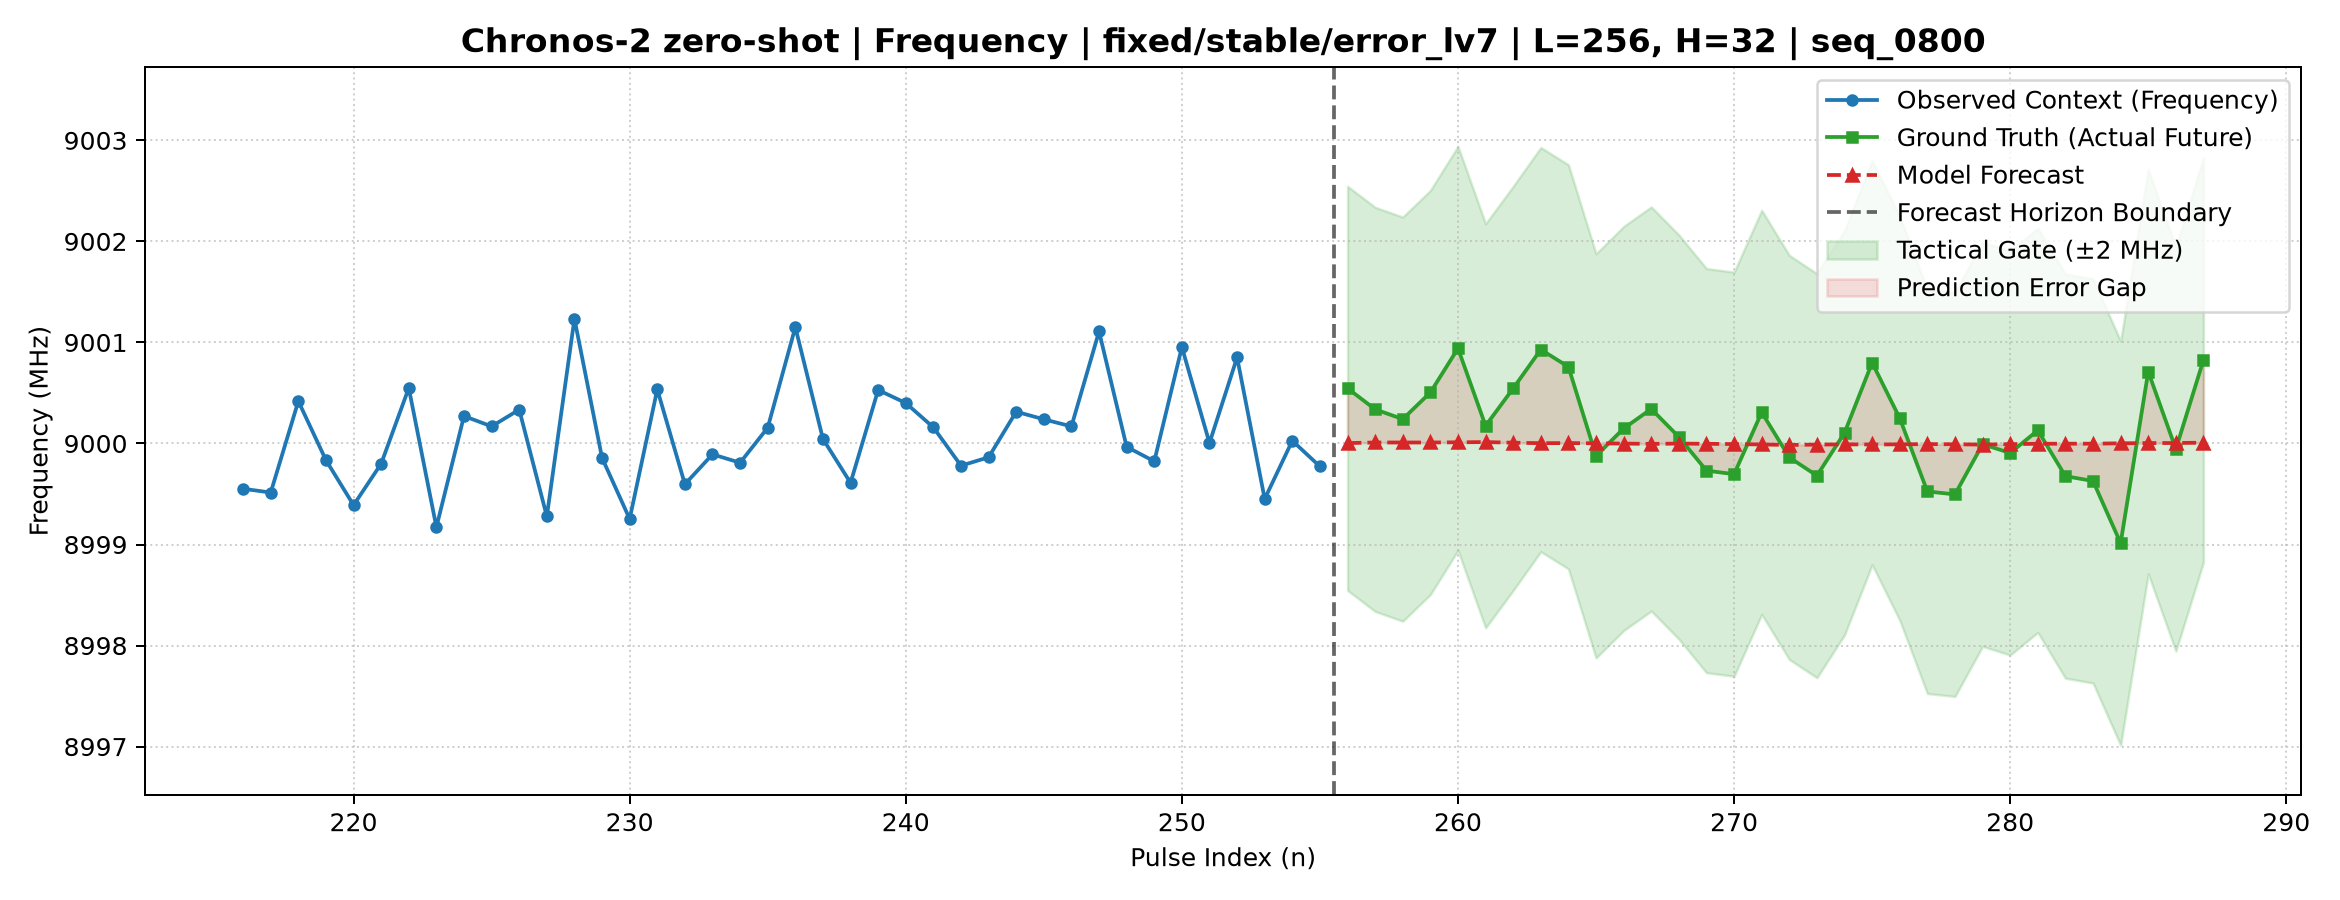 Chronos-2 zero-shot | Frequency | fixed/stable/error_lv7 | L=256, H=32 | seq_0800
Observed Context (Frequency)
Ground Truth (Actual Future)
Model Forecast
Forecast Horizon Boundary
Tactical Gate (±2 MHz)
Prediction Error Gap
Frequency (MHz)
9003
9002
9001
9000
8999
8998
8997
220 230 240 250 260 270 280 290
Pulse Index (n)